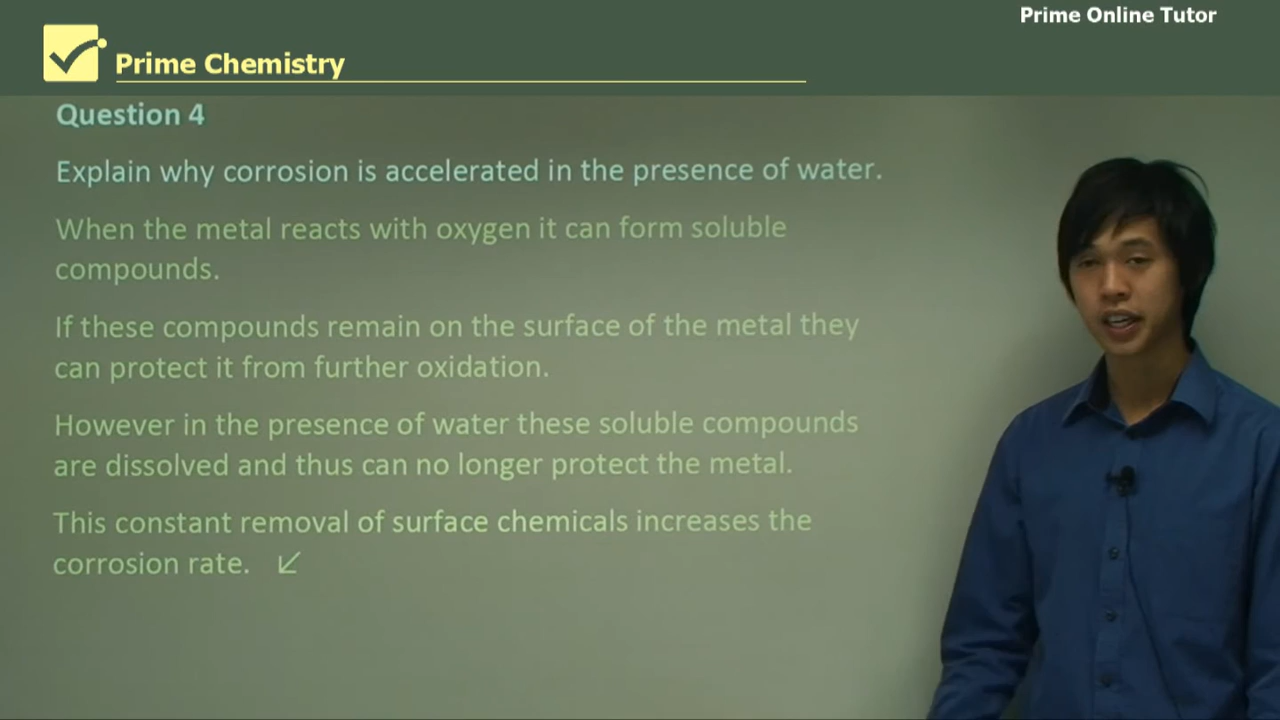 Prime Online Tutor
Prime Chemistry
Question 4
Explain why corrosion is accelerated in the presence of water.
When the metal reacts with oxygen it can form soluble
compounds.
If these compounds remain on the surface of the metal they
can protect it from further oxidation.
However in the presence of water these soluble compounds
are dissolved and thus can no longer protect the metal.
This constant removal of surface chemicals increases the
corrosion rate.